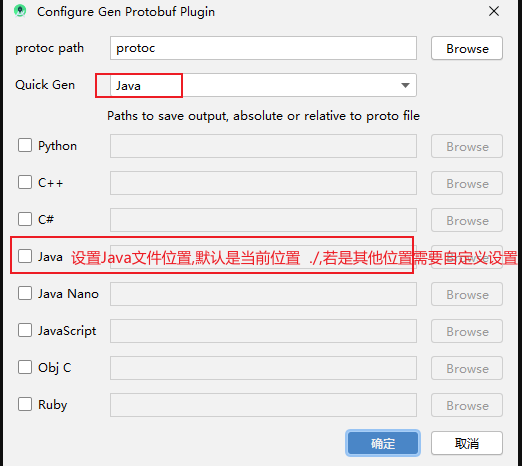 Configure Gen Protobuf Plugin
protoc path protoc Browse
Quick Gen Java
Paths to save output, absolute or relative to proto file
Python Browse
C++ Browse
C# Browse
Java 设置Java文件位置,默认是当前位置 ./,若是其他位置需要自定义设置
Java Nano Browse
JavaScript Browse
Obj C Browse
Ruby Browse
确定 取消